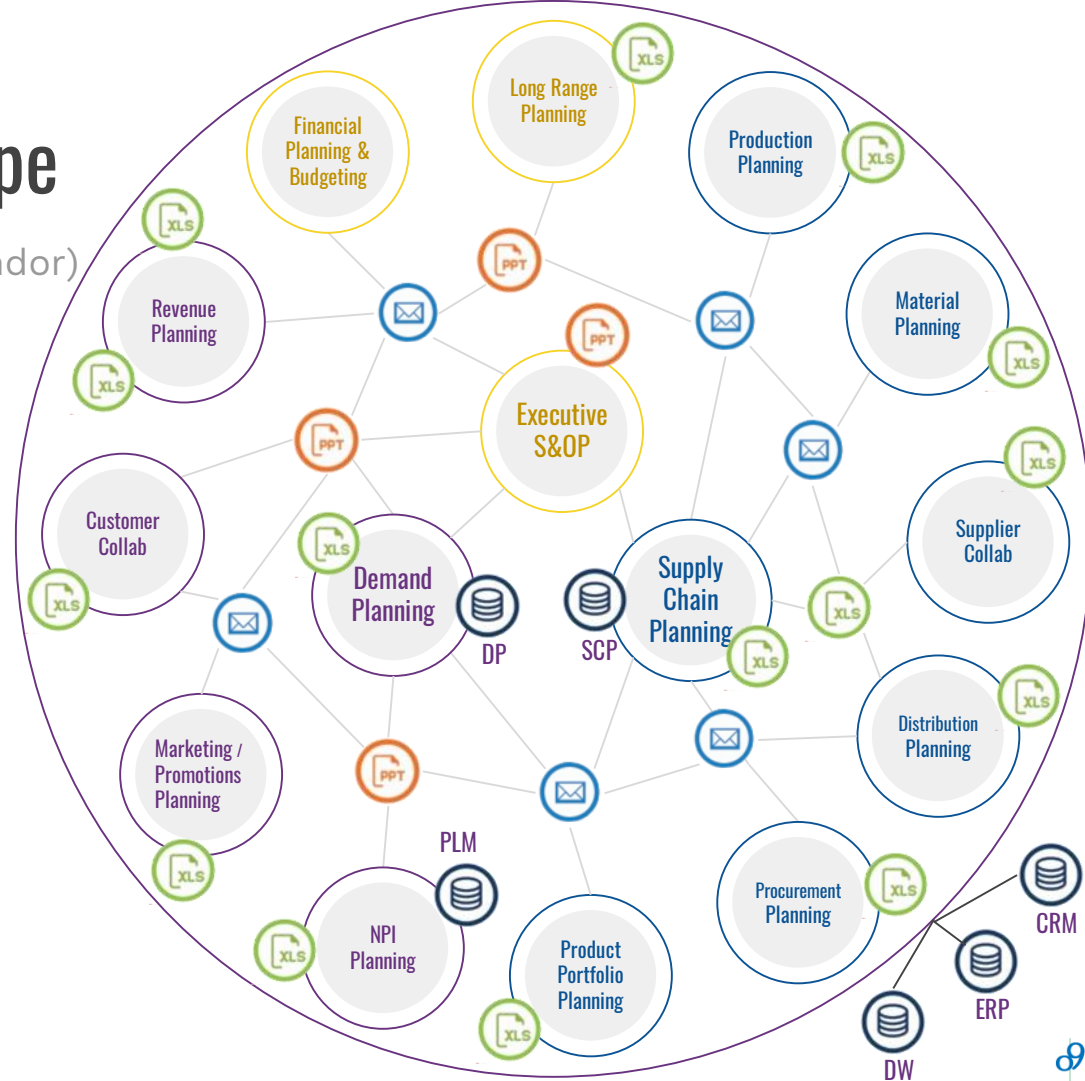 pe
ador)
Long Range
Planning
XLS
Financial
Planning &
Budgeting
Production
Planning
XLS
XLS
Revenue
Planning
XLS
PPT
PPT
Material
Planning
XLS
Executive
S&OP
PPT
XLS
Customer
Collab
XLS
XLS
Demand
Planning
DP
Supply
Chain
Planning
SCP
XLS
XLS
Supplier
Collab
Distribution
Planning
XLS
Marketing /
Promotions
Planning
XLS
PPT
PLM
NPI
Planning
XLS
Product
Portfolio
Planning
XLS
Procurement
Planning
XLS
CRM
ERP
DW
o9